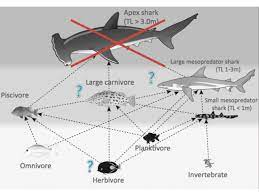 Apex shark
(TL > 3.0m)
Large mesopredator shark
(TL 1-3m)
Large carnivore
?
?
Piscivore
Small mesopredator
shark (TL < 1m)
Planktivore
Omnivore
?
Herbivore
Invertebrate